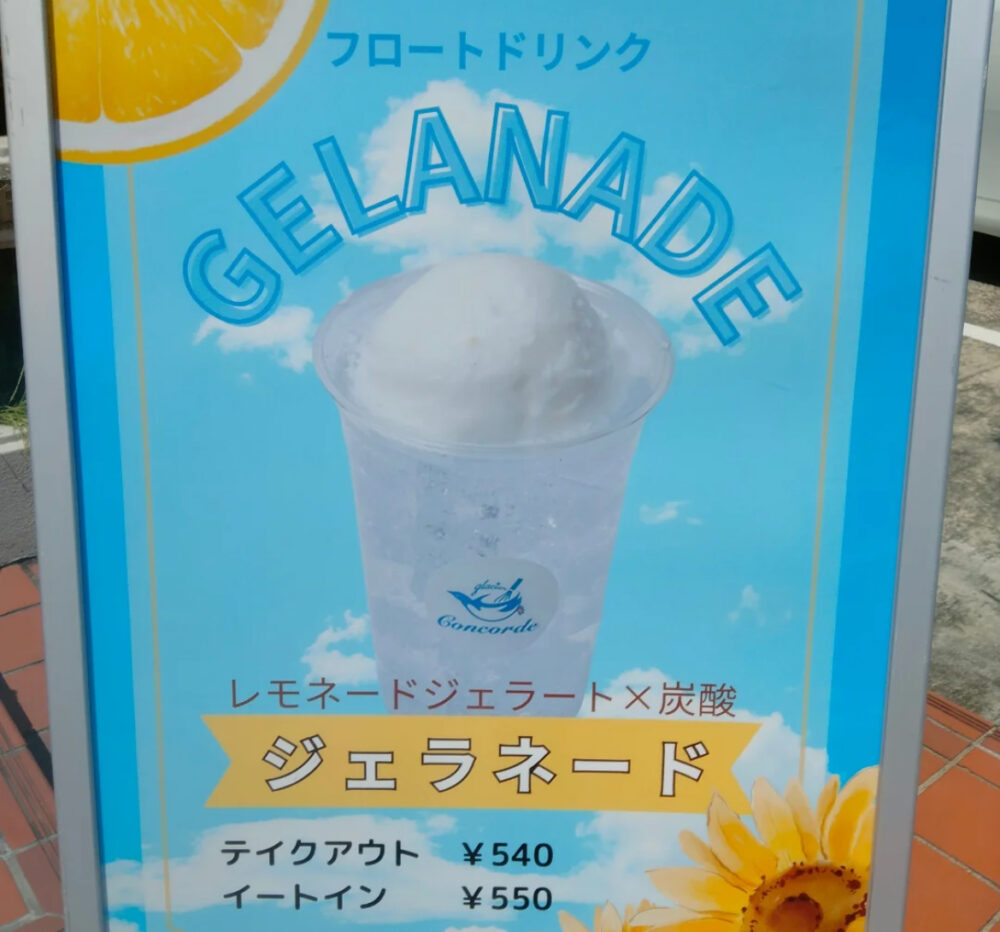 フロートドリンク
GELANADE
glacier
Concorde
レモネードジェラート×炭酸
ジェラネード
テイクアウト ¥540
イートイン ¥550